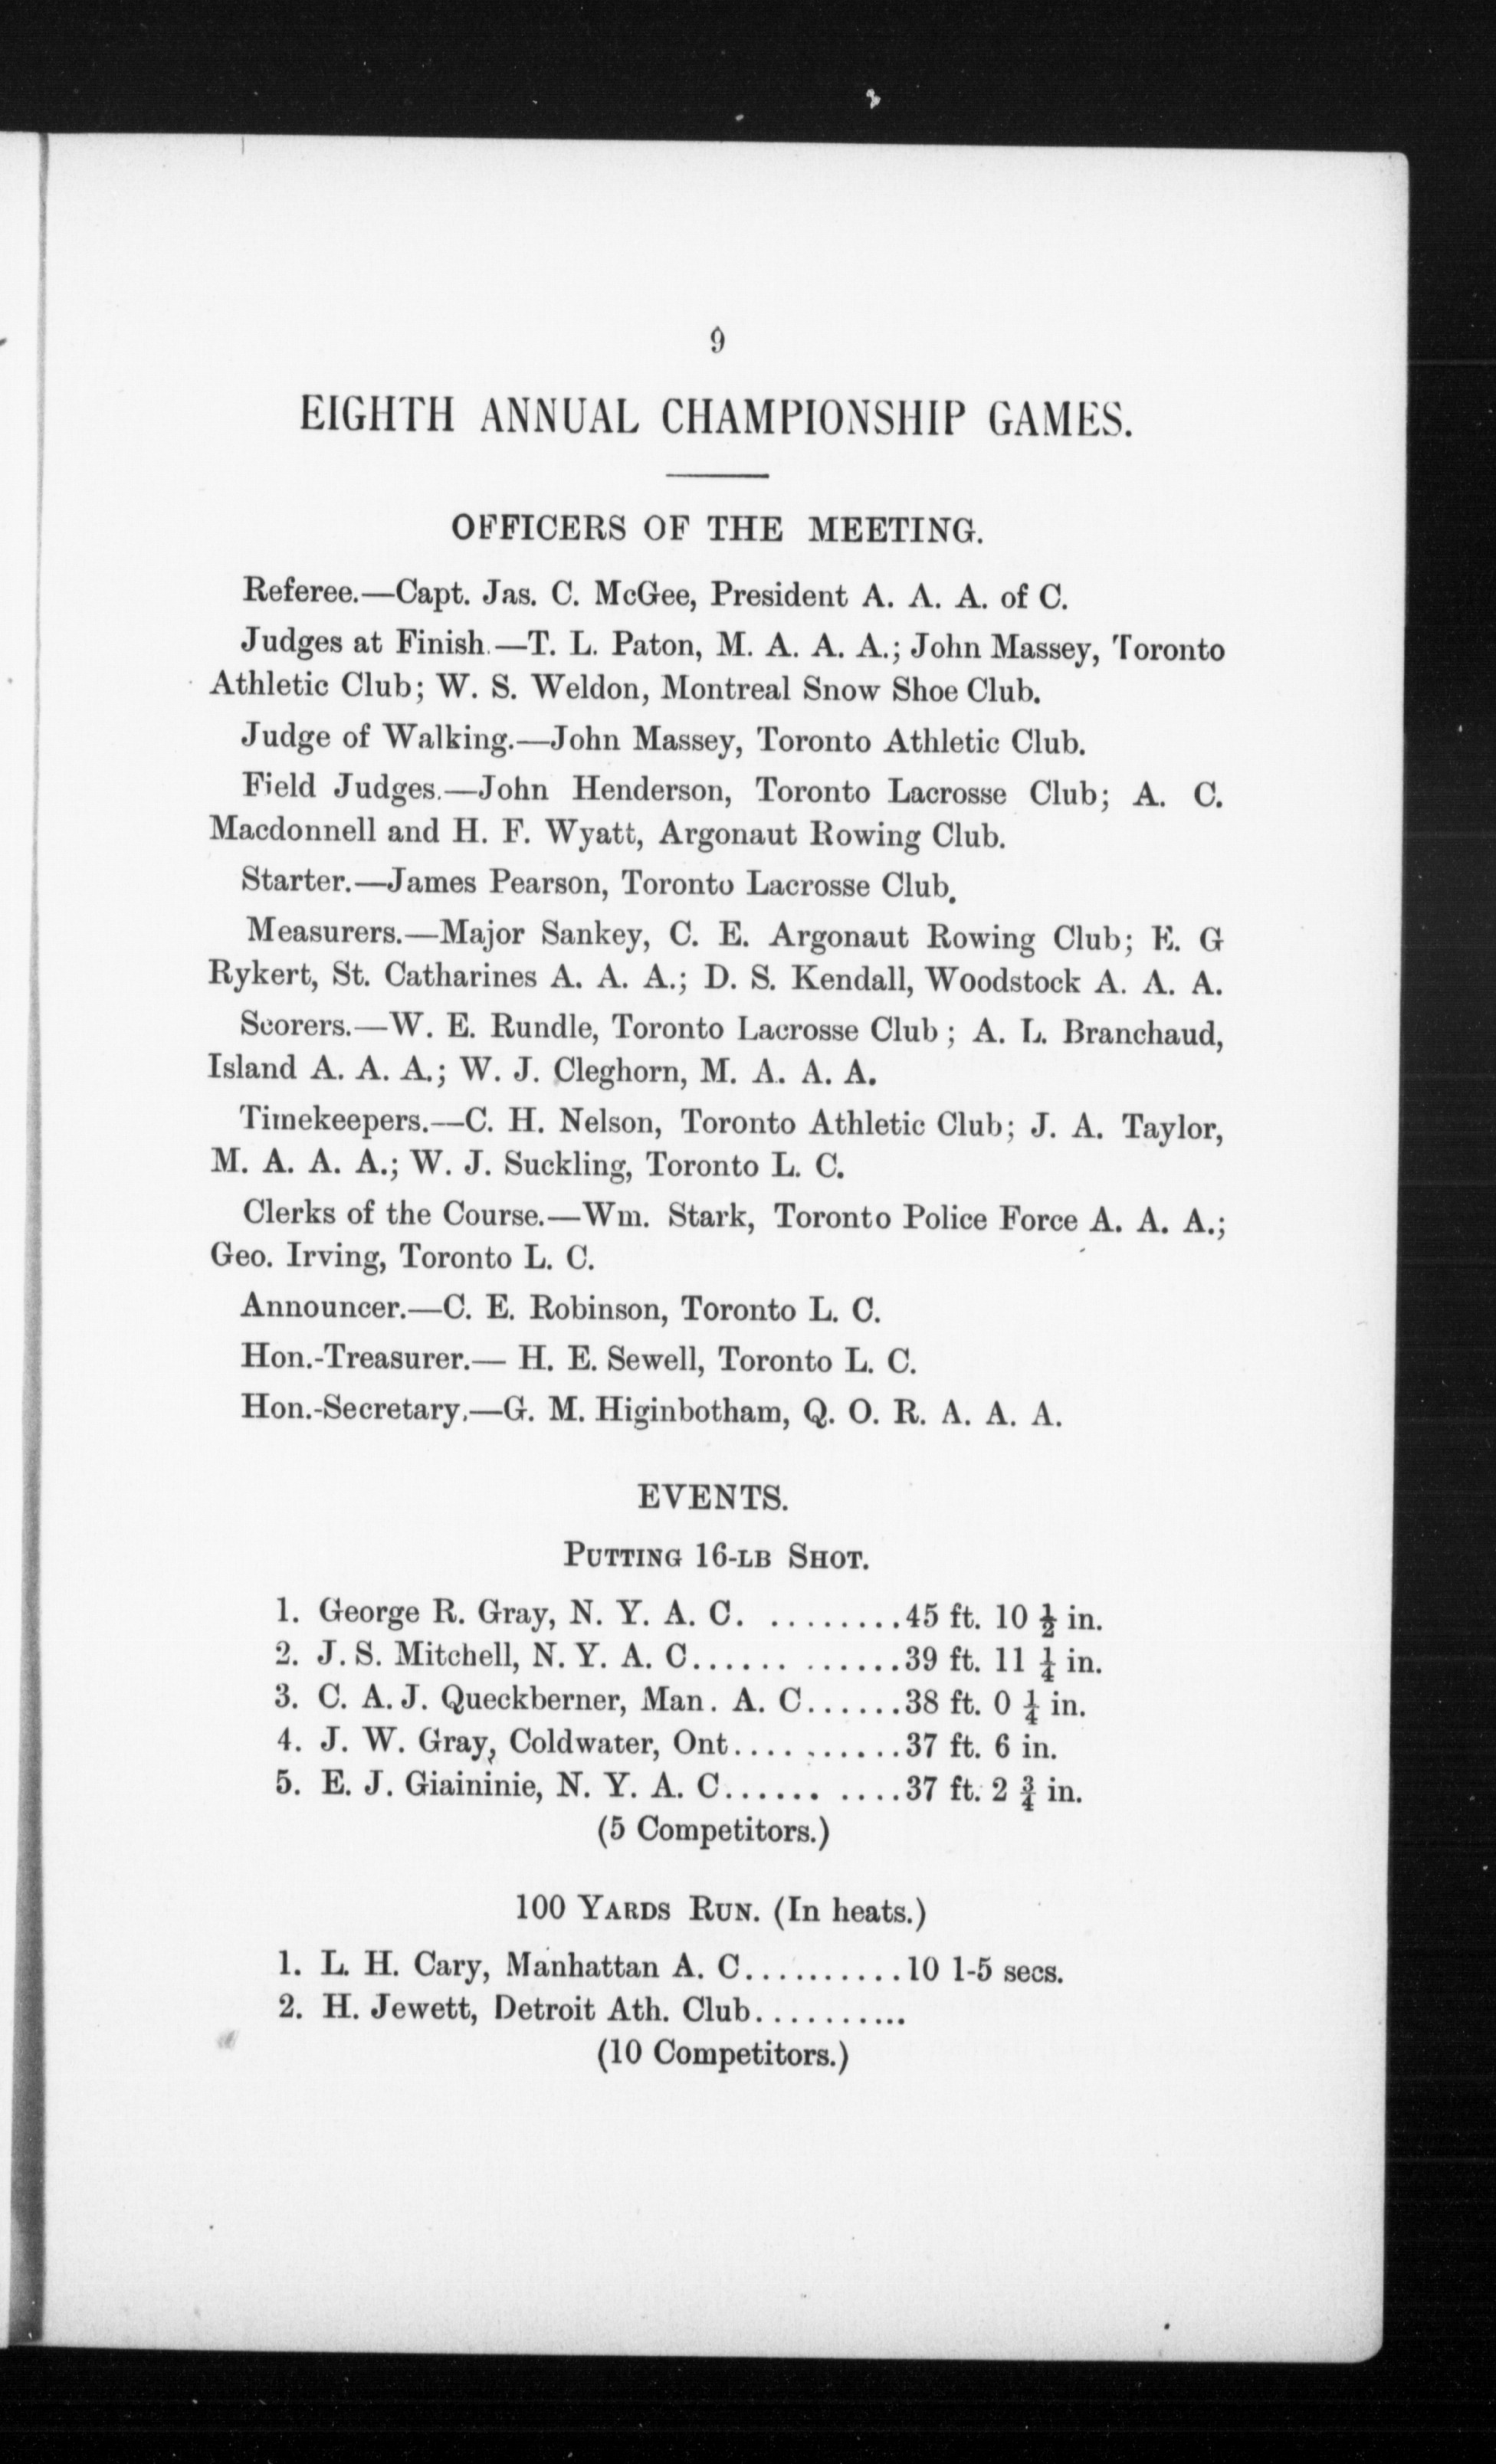 9
EIGHTH ANNUAL CHAMPIONSHIP GAMES.
OFFICERS OF THE MEETING.
Referee.—Capt. Jas. C. McGee, President A. A. A. of C.
Judges at Finish.—T. L. Paton, M. A. A. A.; John Massey, Toronto
Athletic Club; W. S. Weldon, Montreal Snow Shoe Club.
Judge of Walking.—John Massey, Toronto Athletic Club.
Field Judges.—John Henderson, Toronto Lacrosse Club; A. C.
Macdonnell and H. F. Wyatt, Argonaut Rowing Club.
Starter.—James Pearson, Toronto Lacrosse Club.
Measurers.—Major Sankey, C. E. Argonaut Rowing Club; E. G
Rykert, St. Catharines A. A. A.; D. S. Kendall, Woodstock A. A. A.
Scorers.—W. E. Rundle, Toronto Lacrosse Club; A. L. Branchaud,
Island A. A. A.; W. J. Cleghorn, M. A. A. A.
Timekeepers.—C. H. Nelson, Toronto Athletic Club; J. A. Taylor,
M. A. A. A.; W. J. Suckling, Toronto L. C.
Clerks of the Course.—Wm. Stark, Toronto Police Force A. A. A.;
Geo. Irving, Toronto L. C.
Announcer.—C. E. Robinson, Toronto L. C.
Hon.-Treasurer.— H. E. Sewell, Toronto L. C.
Hon.-Secretary.—G. M. Higinbotham, Q. O. R. A. A. A.
EVENTS.
PUTTING 16-LB SHOT.
1. George R. Gray, N. Y. A. C. ........45 ft. 10 ½ in.
2. J. S. Mitchell, N. Y. A. C...... ......39 ft. 11 ¼ in.
3. C. A. J. Queckberner, Man. A. C......38 ft. 0 ¼ in.
4. J. W. Gray, Coldwater, Ont..........37 ft. 6 in.
5. E. J. Giaininie, N. Y. A. C...... ....37 ft. 2 ¾ in.
(5 Competitors.)
100 YARDS RUN. (In heats.)
1. L. H. Cary, Manhattan A. C..........10 1-5 secs.
2. H. Jewett, Detroit Ath. Club..........
(10 Competitors.)